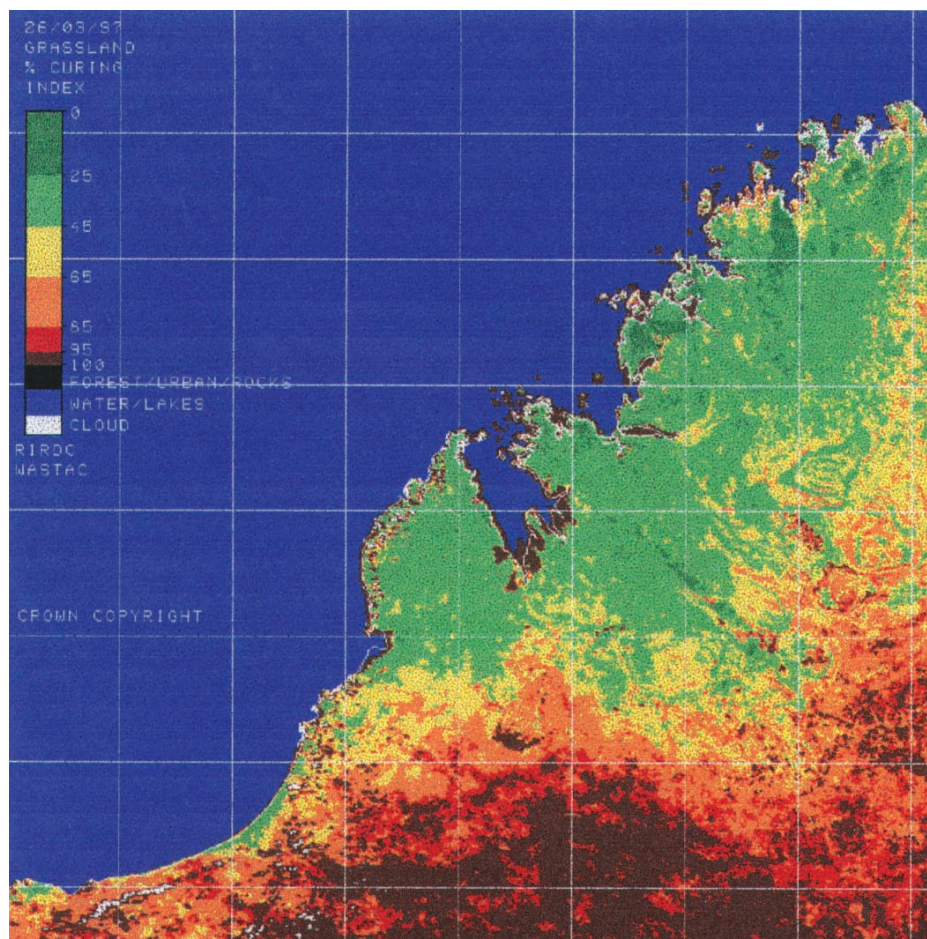 26/03/97
GRASSLAND
% CURING
INDEX
0
25
45
65
85
95
100
FOREST/URBAN/ROCKS
WATER/LAKES
CLOUD
RIRDC
WASTAC
CROWN COPYRIGHT